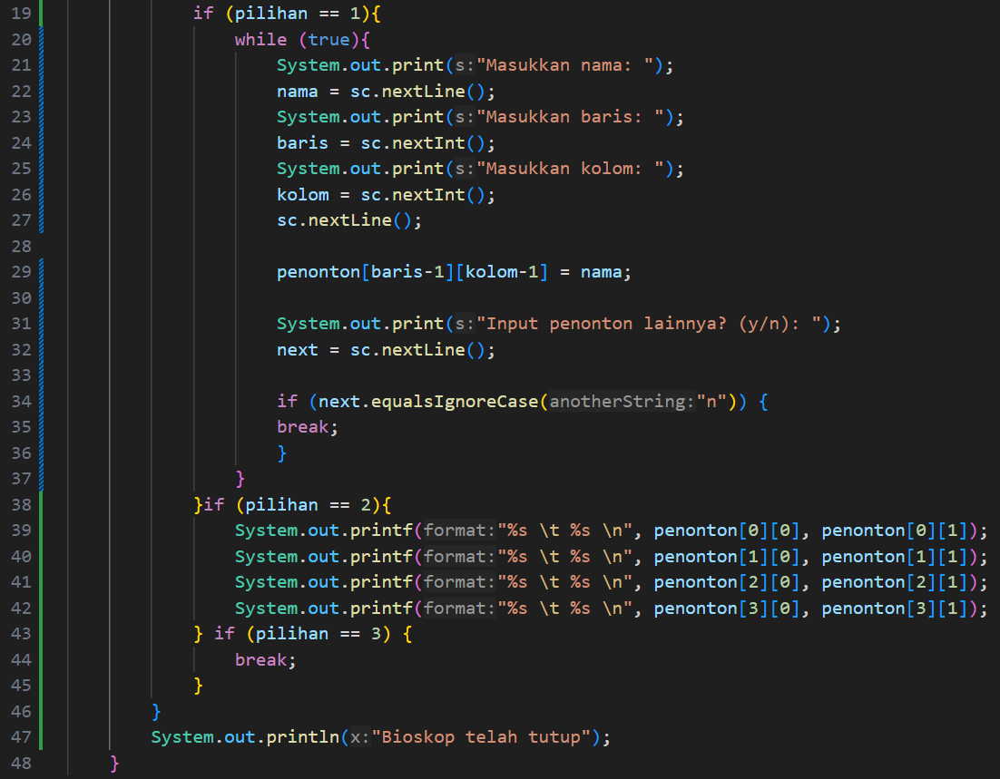 19 if (pilihan == 1){
20 while (true){
21 System.out.print(s:"Masukkan nama: ");
22 nama = sc.nextLine();
23 System.out.print(s:"Masukkan baris: ");
24 baris = sc.nextInt();
25 System.out.print(s:"Masukkan kolom: ");
26 kolom = sc.nextInt();
27 sc.nextLine();
28
29 penonton[baris-1][kolom-1] = nama;
30
31 System.out.print(s:"Input penonton lainnya? (y/n): ");
32 next = sc.nextLine();
33
34 if (next.equalsIgnoreCase(anotherString:"n")) {
35 break;
36 }
37 }
38 }if (pilihan == 2){
39 System.out.printf(format:"%s \t %s \n", penonton[0][0], penonton[0][1]);
40 System.out.printf(format:"%s \t %s \n", penonton[1][0], penonton[1][1]);
41 System.out.printf(format:"%s \t %s \n", penonton[2][0], penonton[2][1]);
42 System.out.printf(format:"%s \t %s \n", penonton[3][0], penonton[3][1]);
43 } if (pilihan == 3) {
44 break;
45 }
46 }
47 System.out.println(x:"Bioskop telah tutup");
48 }